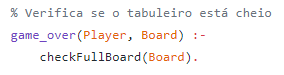 % Verifica se o tabuleiro está cheio
game_over(Player, Board) :-
checkFullBoard(Board).